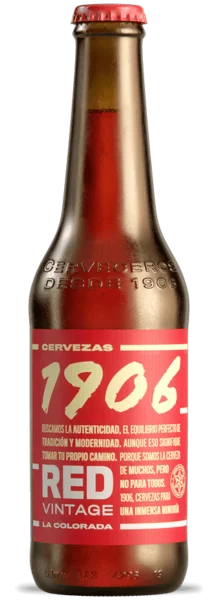 CERVECEROS
DESDE 1906
CERVEZAS
1906
BUSCAMOS LA AUTENTICIDAD, EL EQUILIBRIO PERFECTO DE
TRADICIÓN Y MODERNIDAD. AUNQUE ESO SIGNIFIQUE
TOMAR TU PROPIO CAMINO. PORQUE SOMOS LA CERVEZA
RED
DE MUCHOS, PERO
NO PARA TODOS.
VINTAGE
1906, CERVEZAS PARA
LA COLORADA
UNA INMENSA MINORÍA